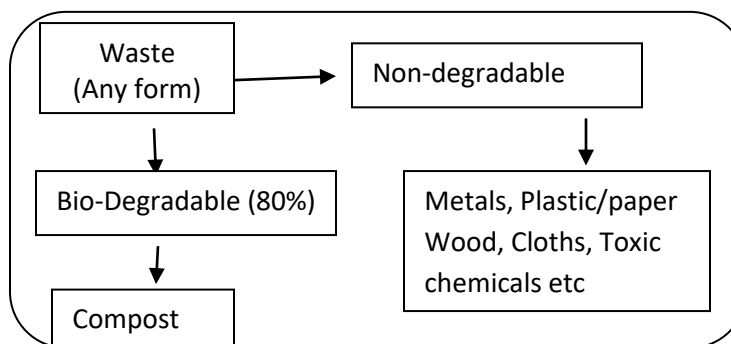 Waste
(Any form)
Non-degradable
Bio-Degradable (80%)
Metals, Plastic/paper
Wood, Cloths, Toxic
chemicals etc
Compost